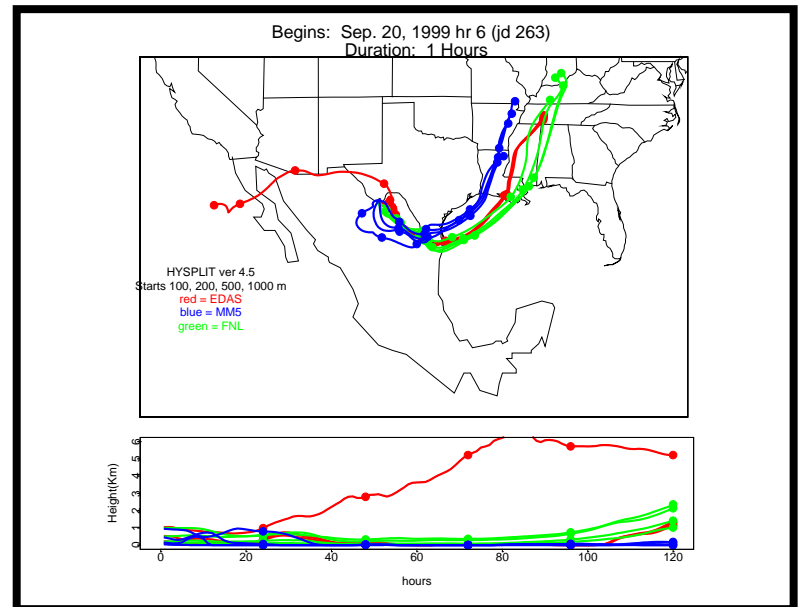 Begins:  Sep. 20, 1999 hr 6 (jd 263)
Duration:  1 Hours
HYSPLIT ver 4.5
Starts 100, 200, 500, 1000 m
red = EDAS
blue = MM5
green = FNL
Height(Km)
6
5
4
3
2
1
0
0 20 40 60 80 100 120
hours